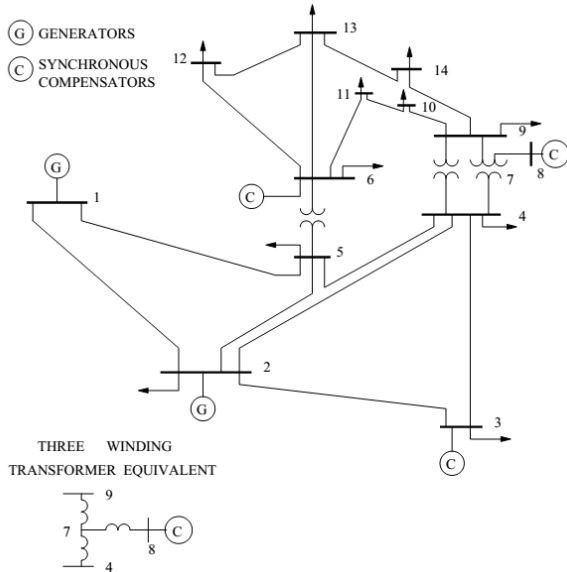 G GENERATORS
C SYNCHRONOUS
COMPENSATORS
13
12
14
11
10
9
G
C
C
7
8
6
1
4
5
2
G
3
C
THREE WINDING
TRANSFORMER EQUIVALENT
9
7
C
8
4